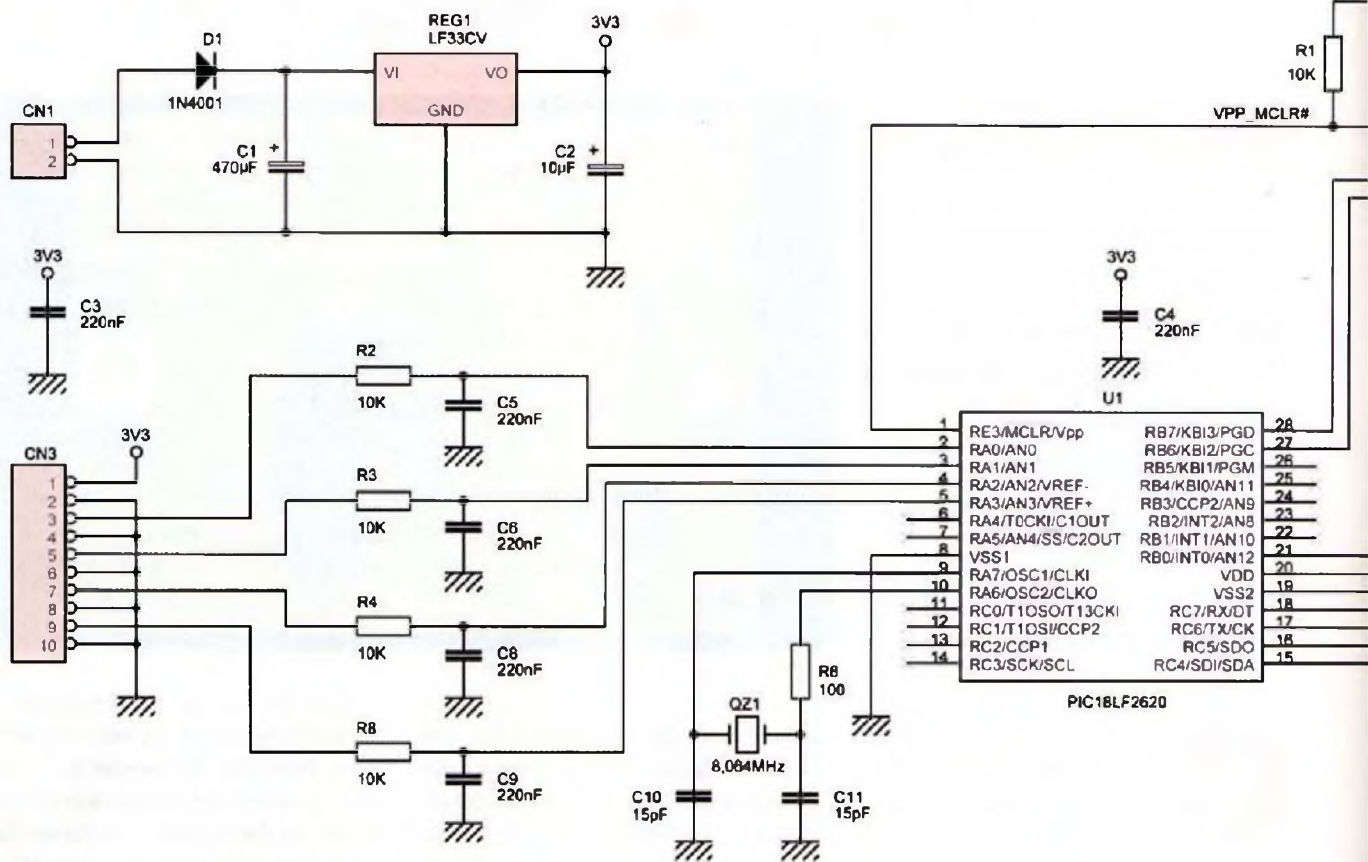 REG1
LF33CV
3V3
D1
1N4001
VI
VO
GND
CN1
1
2
C1
470µF
+
C2
10µF
+
R1
10K
VPP_MCLR#
3V3
C3
220nF
3V3
C4
220nF
R2
10K
C5
220nF
3V3
CN3
1
2
3
4
5
6
7
8
9
10
R3
10K
C6
220nF
R4
10K
C8
220nF
R8
10K
C9
220nF
U1
1 RE3/MCLR/Vpp
2 RA0/AN0
3 RA1/AN1
4 RA2/AN2/VREF-
5 RA3/AN3/VREF+
6 RA4/T0CKI/C1OUT
7 RA5/AN4/SS/C2OUT
8 VSS1
9 RA7/OSC1/CLKI
10 RA6/OSC2/CLKO
11 RC0/T1OSO/T13CKI
12 RC1/T1OSI/CCP2
13 RC2/CCP1
14 RC3/SCK/SCL
RB7/KBI3/PGD 28
RB6/KBI2/PGC 27
RB5/KBI1/PGM 26
RB4/KBI0/AN11 25
RB3/CCP2/AN9 24
RB2/INT2/AN8 23
RB1/INT1/AN10 22
RB0/INT0/AN12 21
VDD 20
VSS2 19
RC7/RX/DT 18
RC6/TX/CK 17
RC5/SDO 16
RC4/SDI/SDA 15
PIC18LF2620
R6
100
QZ1
8,064MHz
C10
15pF
C11
15pF